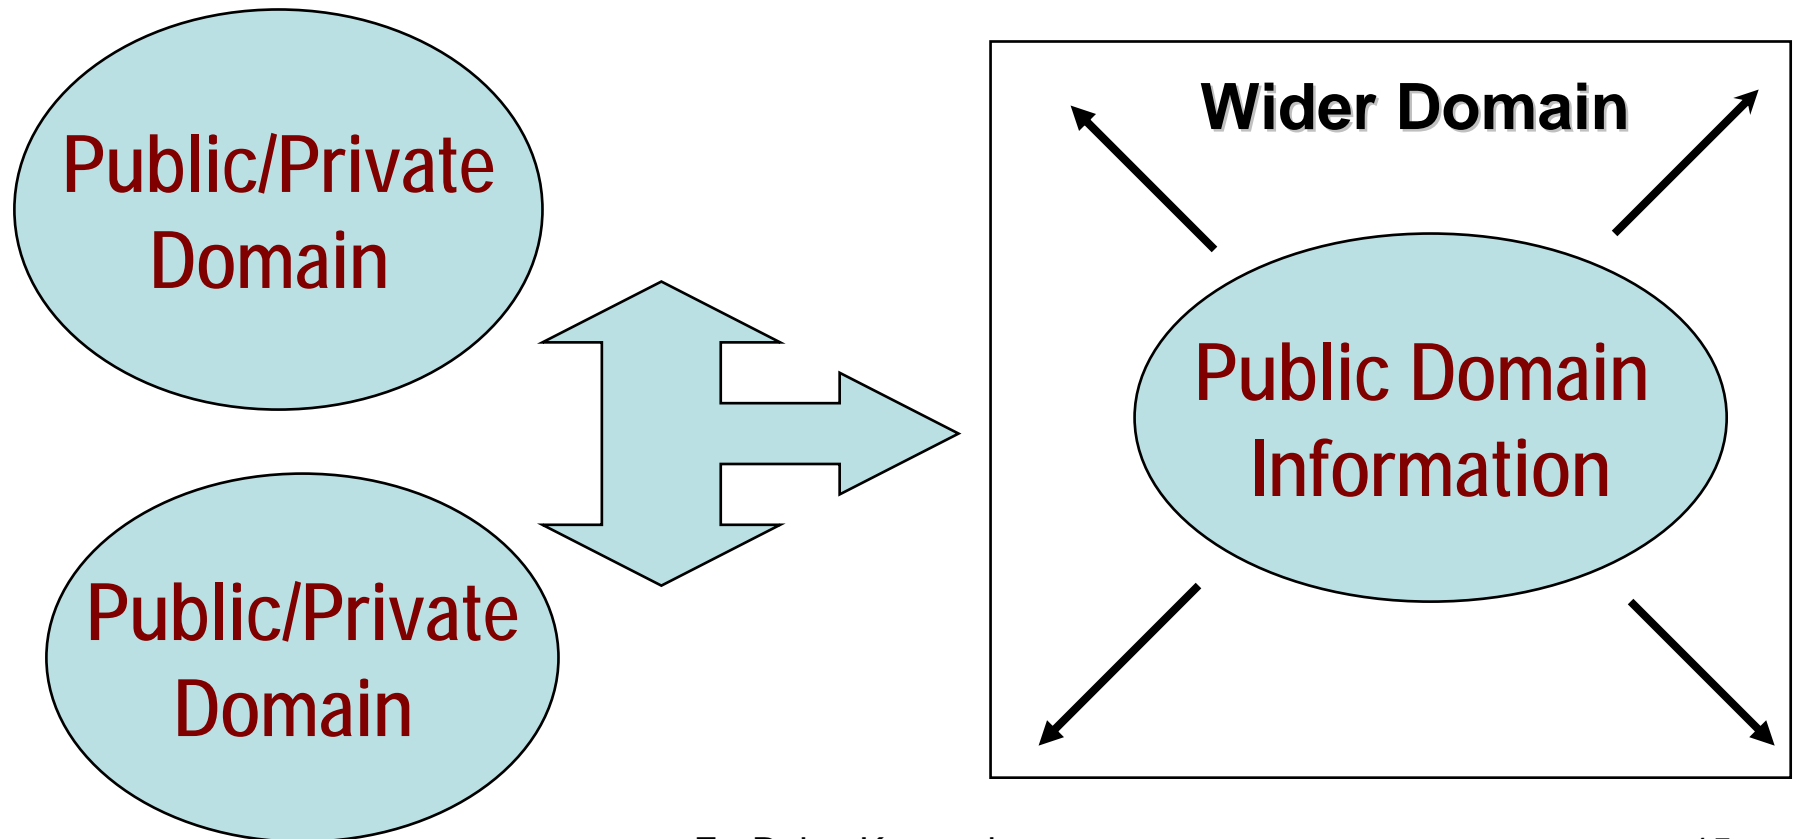 Public/Private
Domain
Public/Private
Domain
Wider Domain
Public Domain
Information